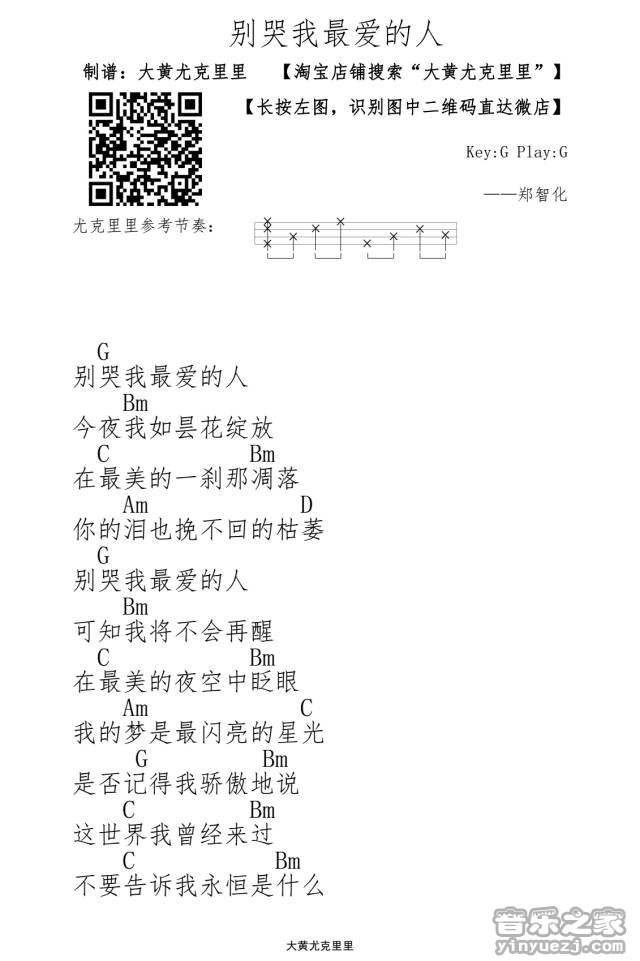 别哭我最爱的人
制谱：大黄尤克里里 【淘宝店铺搜索“大黄尤克里里”】
【长按左图，识别图中二维码直达微店】
Key:G Play:G
——郑智化
尤克里里参考节奏：
G
别哭我最爱的人
Bm
今夜我如昙花绽放
C Bm
在最美的一刹那凋落
Am D
你的泪也挽不回的枯萎
G
别哭我最爱的人
Bm
可知我将不会再醒
C Bm
在最美的夜空中眨眼
Am C
我的梦是最闪亮的星光
G Bm
是否记得我骄傲地说
C Bm
这世界我曾经来过
C Bm
不要告诉我永恒是什么
大黄尤克里里
音乐之家
yinyuezj.com